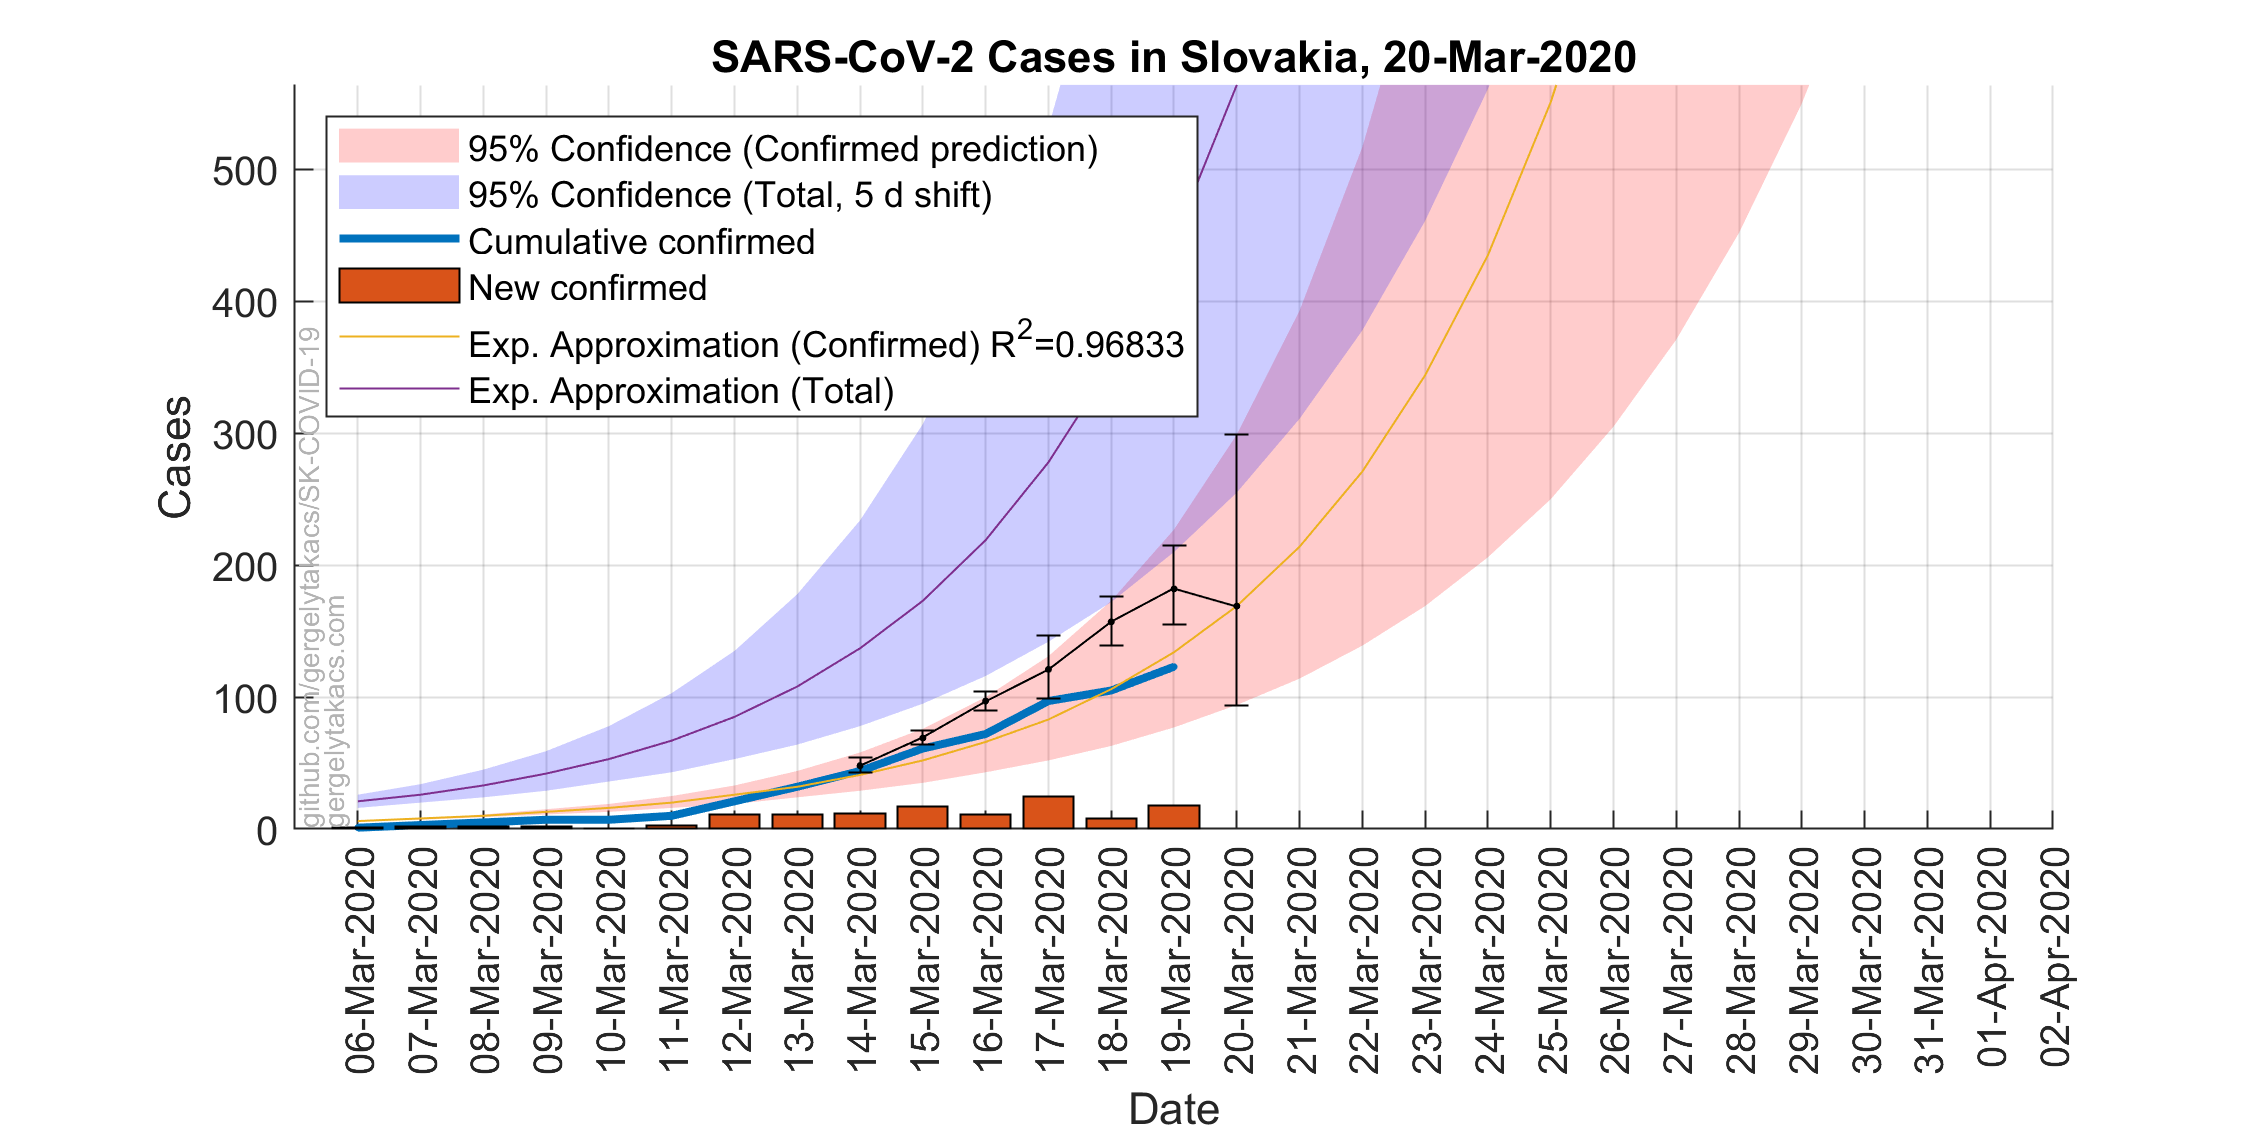 SARS-CoV-2 Cases in Slovakia, 20-Mar-2020
95% Confidence (Confirmed prediction)
95% Confidence (Total, 5 d shift)
Cumulative confirmed
New confirmed
Exp. Approximation (Confirmed) R²=0.96833
Exp. Approximation (Total)
Cases
500
400
300
200
100
0
github.com/gergelytakacs/SK-COVID-19
gergelytakacs.com
06-Mar-2020
07-Mar-2020
08-Mar-2020
09-Mar-2020
10-Mar-2020
11-Mar-2020
12-Mar-2020
13-Mar-2020
14-Mar-2020
15-Mar-2020
16-Mar-2020
17-Mar-2020
18-Mar-2020
19-Mar-2020
20-Mar-2020
21-Mar-2020
22-Mar-2020
23-Mar-2020
24-Mar-2020
25-Mar-2020
26-Mar-2020
27-Mar-2020
28-Mar-2020
29-Mar-2020
30-Mar-2020
31-Mar-2020
01-Apr-2020
02-Apr-2020
Date